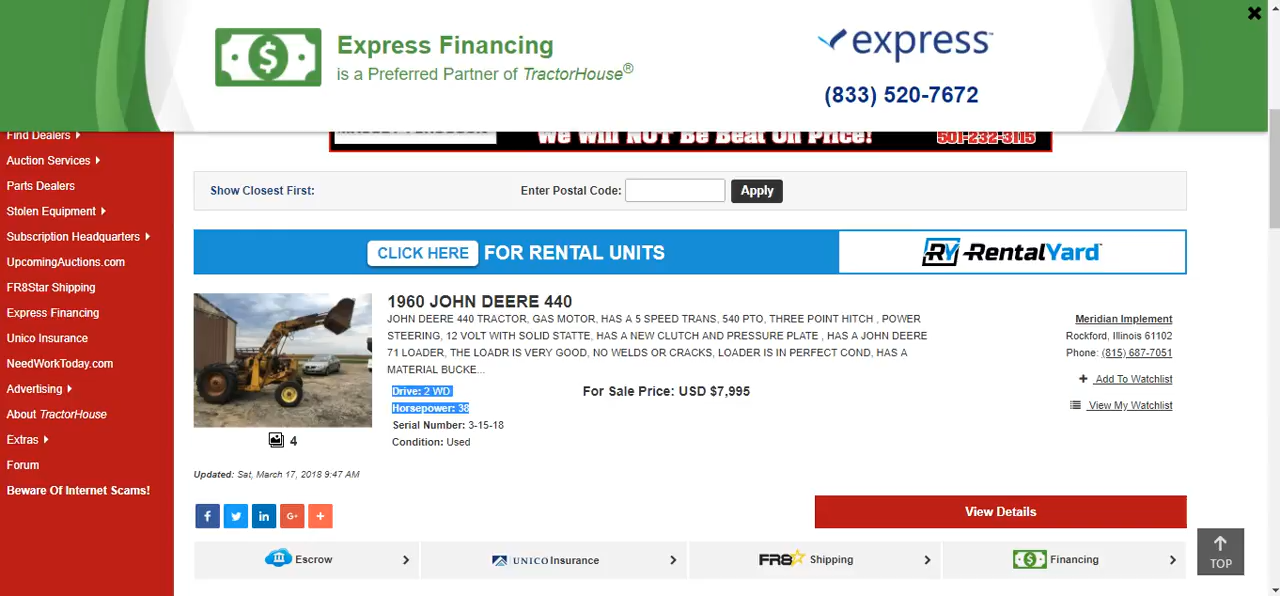 Express Financing
is a Preferred Partner of TractorHouse®
express™
(833) 520-7672
Find Dealers
We Will NOT Be Beat On Price!
501-232-3115
Auction Services
Parts Dealers
Stolen Equipment
Subscription Headquarters
UpcomingAuctions.com
FR8Star Shipping
Express Financing
Unico Insurance
NeedWorkToday.com
Advertising
About TractorHouse
Extras
Forum
Beware Of Internet Scams!
Show Closest First:
Enter Postal Code:
Apply
CLICK HERE FOR RENTAL UNITS
RY RentalYard™
1960 JOHN DEERE 440
JOHN DEERE 440 TRACTOR, GAS MOTOR, HAS A 5 SPEED TRANS, 540 PTO, THREE POINT HITCH , POWER
STEERING, 12 VOLT WITH SOLID STATTE, HAS A NEW CLUTCH AND PRESSURE PLATE , HAS A JOHN DEERE
71 LOADER, THE LOADR IS VERY GOOD, NO WELDS OR CRACKS, LOADER IS IN PERFECT COND, HAS A
MATERIAL BUCKE...
Drive: 2 WD
Horsepower: 38
Serial Number: 3-15-18
Condition: Used
For Sale Price: USD $7,995
Meridian Implement
Rockford, Illinois 61102
Phone: (815) 687-7051
+ Add To Watchlist
View My Watchlist
4
Updated: Sat, March 17, 2018 9:47 AM
View Details
Escrow
UNICO Insurance
FR8 Shipping
Financing
TOP